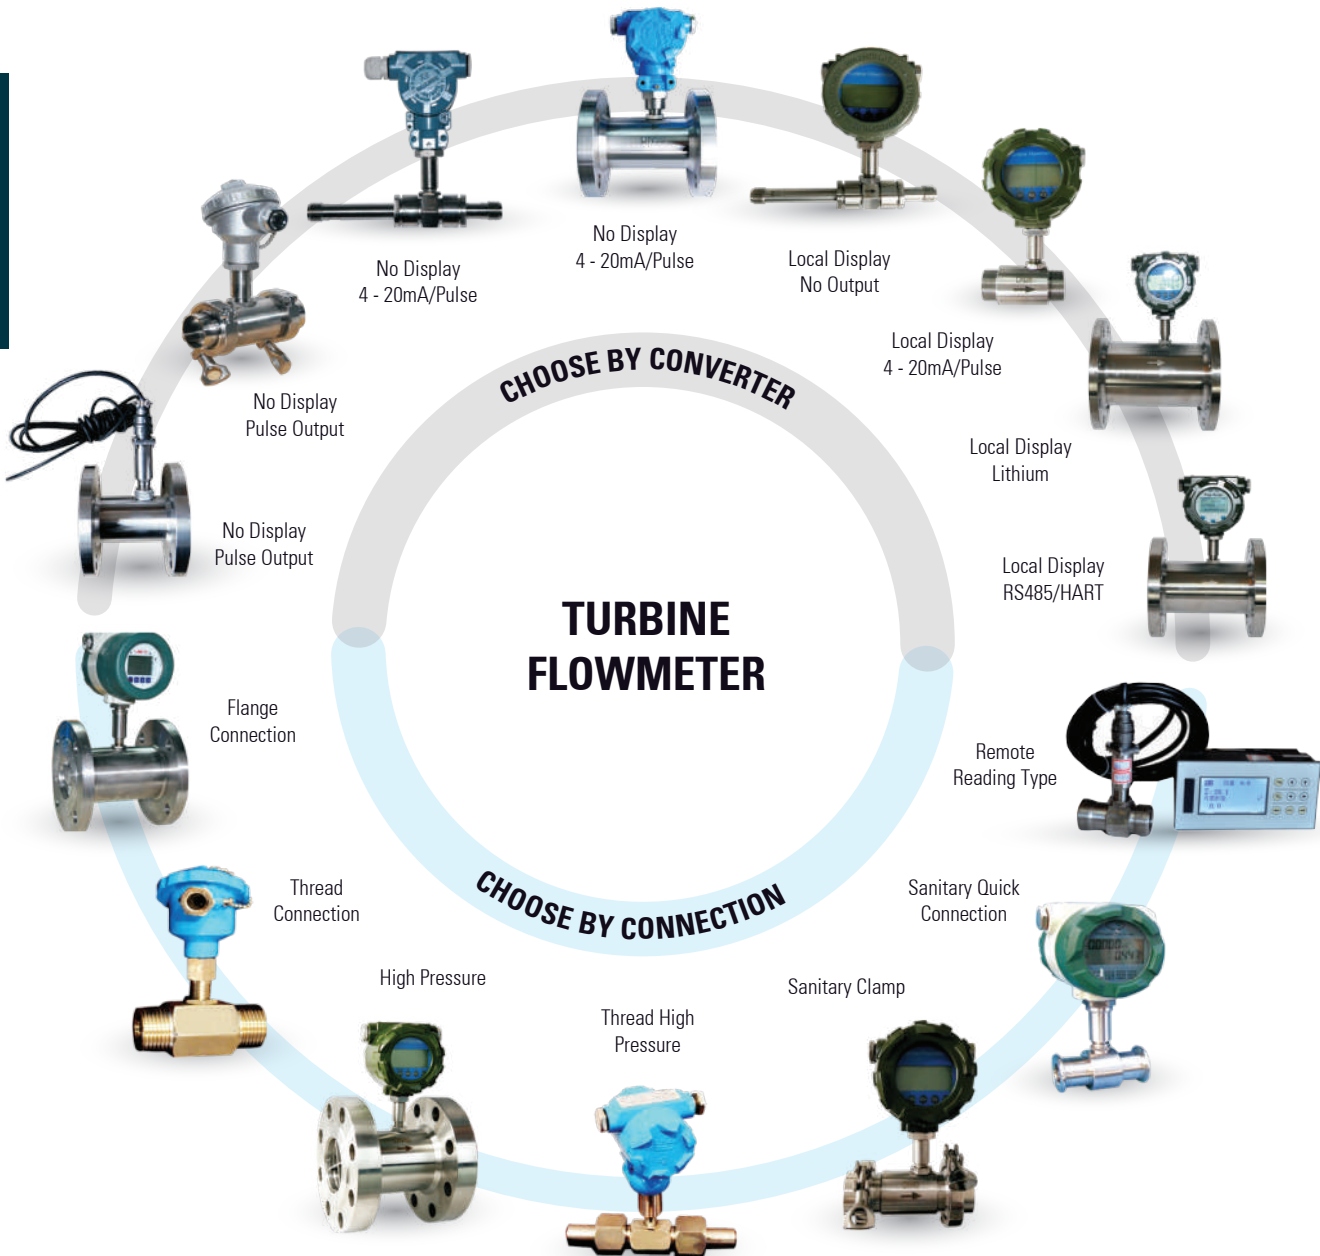 No Display
4 - 20mA/Pulse
No Display
4 - 20mA/Pulse
Local Display
No Output
Local Display
4 - 20mA/Pulse
Local Display
Lithium
Local Display
RS485/HART
No Display
Pulse Output
No Display
Pulse Output
CHOOSE BY CONVERTER
TURBINE
FLOWMETER
Flange
Connection
Remote
Reading Type
Thread
Connection
Sanitary Quick
Connection
CHOOSE BY CONNECTION
High Pressure
Sanitary Clamp
Thread High
Pressure